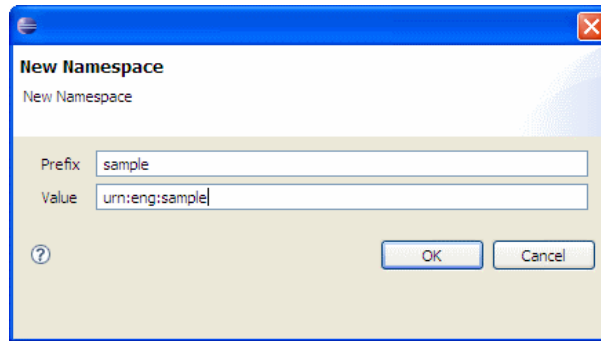 New Namespace
New Namespace
Prefix sample
Value urn:eng:sample
? OK Cancel